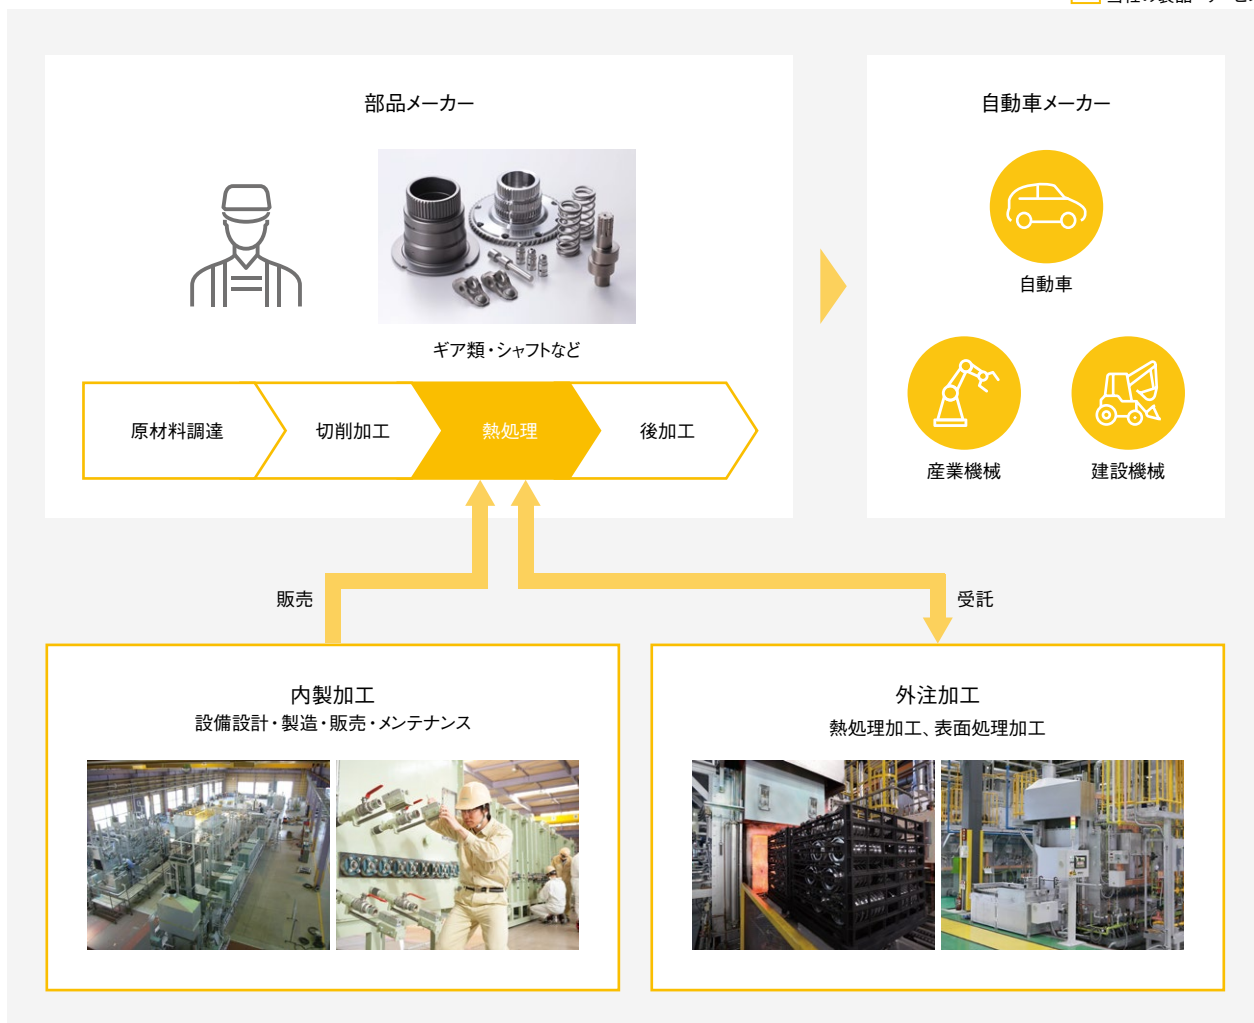 部品メーカー
自動車メーカー
自動車
ギア類・シャフトなど
原材料調達
切削加工
熱処理
後加工
産業機械
建設機械
販売
受託
内製加工
設備設計・製造・販売・メンテナンス
外注加工
熱処理加工、表面処理加工